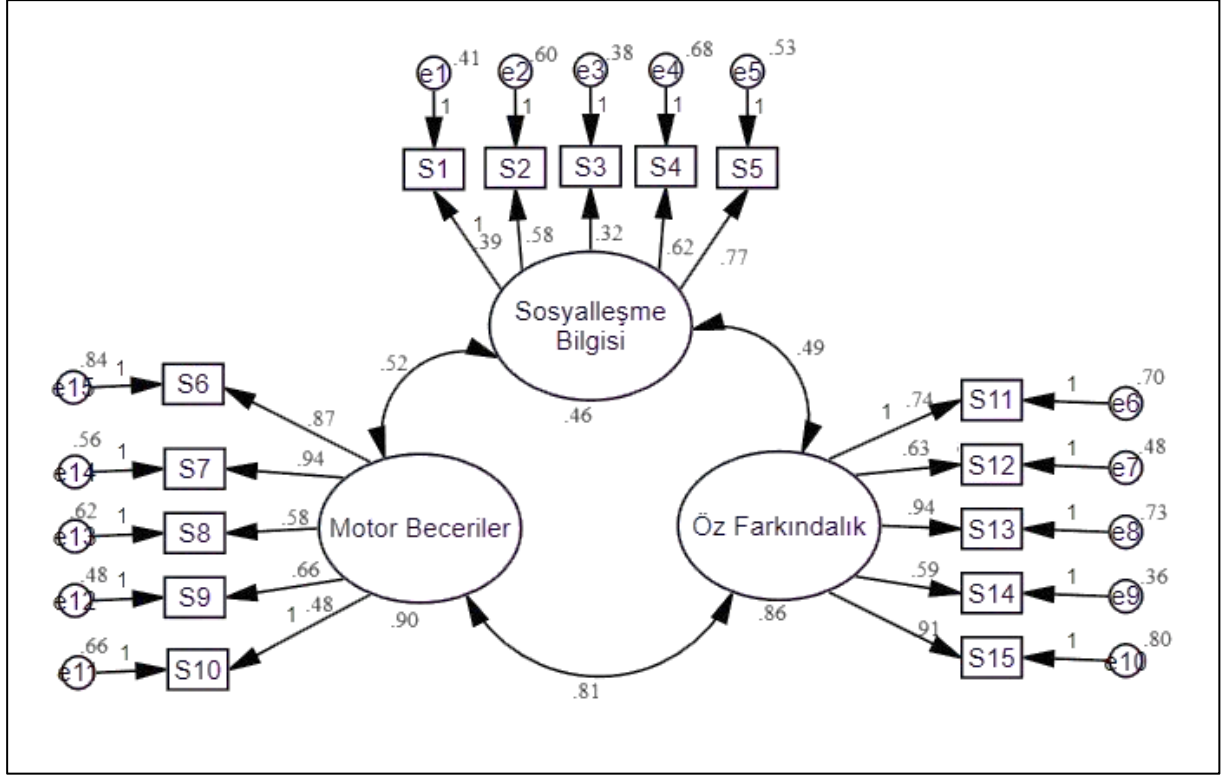 e1 .41
e2 .60
e3 .38
e4 .68
e5 .53
1 1 1 1 1
S1 S2 S3 S4 S5
1
.39 .58 .32 .62 .77
Sosyalleşme
Bilgisi
.46
.52
.49
e15 .84 1 S6
.87
e14 .56 1 S7
.94
e13 .62 1 S8
.58
e12 .48 1 S9
.66
e11 .66 1 S10
1 .48
Motor Beceriler
.90
Öz Farkındalık
.86
.81
1 .74
S11 1 e6 .70
.63
S12 1 e7 .48
.94
S13 1 e8 .73
.59
S14 1 e9 .36
.91
S15 1 e10 .80